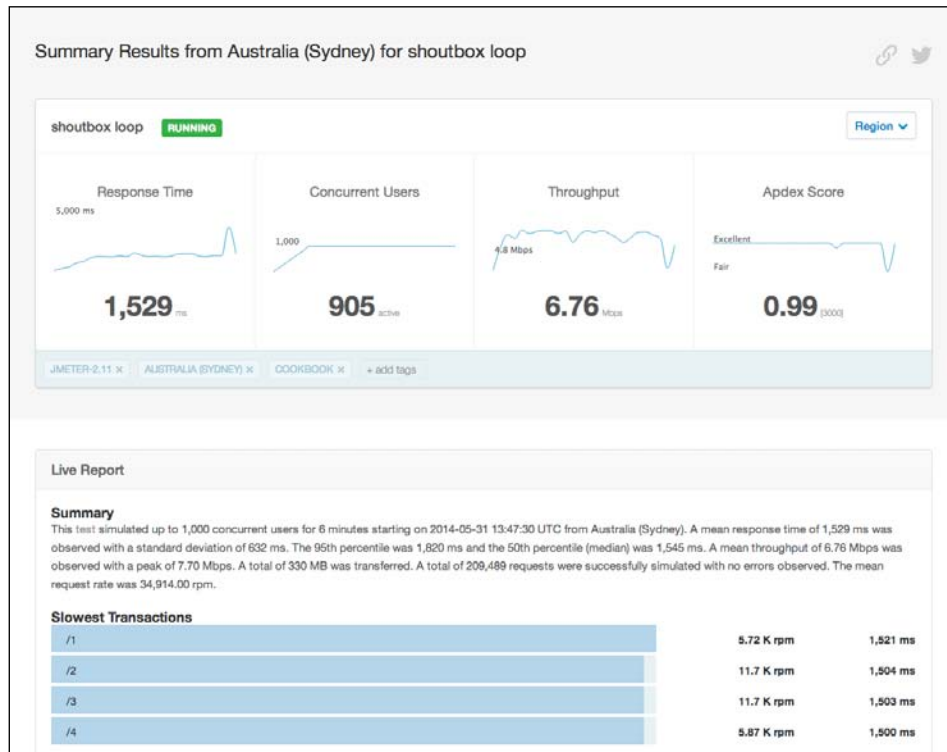 Summary Results from Australia (Sydney) for shoutbox loop
shoutbox loop RUNNING
Region
Response Time
5,000 ms
1,529 ms
Concurrent Users
1,000
905 active
Throughput
4.8 Mbps
6.76 Mbps
Apdex Score
Excellent
Fair
0.99 [3000]
JMETER-2.11 × AUSTRALIA (SYDNEY) × COOKBOOK × + add tags
Live Report
Summary
This test simulated up to 1,000 concurrent users for 6 minutes starting on 2014-05-31 13:47:30 UTC from Australia (Sydney). A mean response time of 1,529 ms was
observed with a standard deviation of 632 ms. The 95th percentile was 1,820 ms and the 50th percentile (median) was 1,545 ms. A mean throughput of 6.76 Mbps was
observed with a peak of 7.70 Mbps. A total of 330 MB was transferred. A total of 209,489 requests were successfully simulated with no errors observed. The mean
request rate was 34,914.00 rpm.
Slowest Transactions
/1 5.72 K rpm 1,521 ms
/2 11.7 K rpm 1,504 ms
/3 11.7 K rpm 1,503 ms
/4 5.87 K rpm 1,500 ms